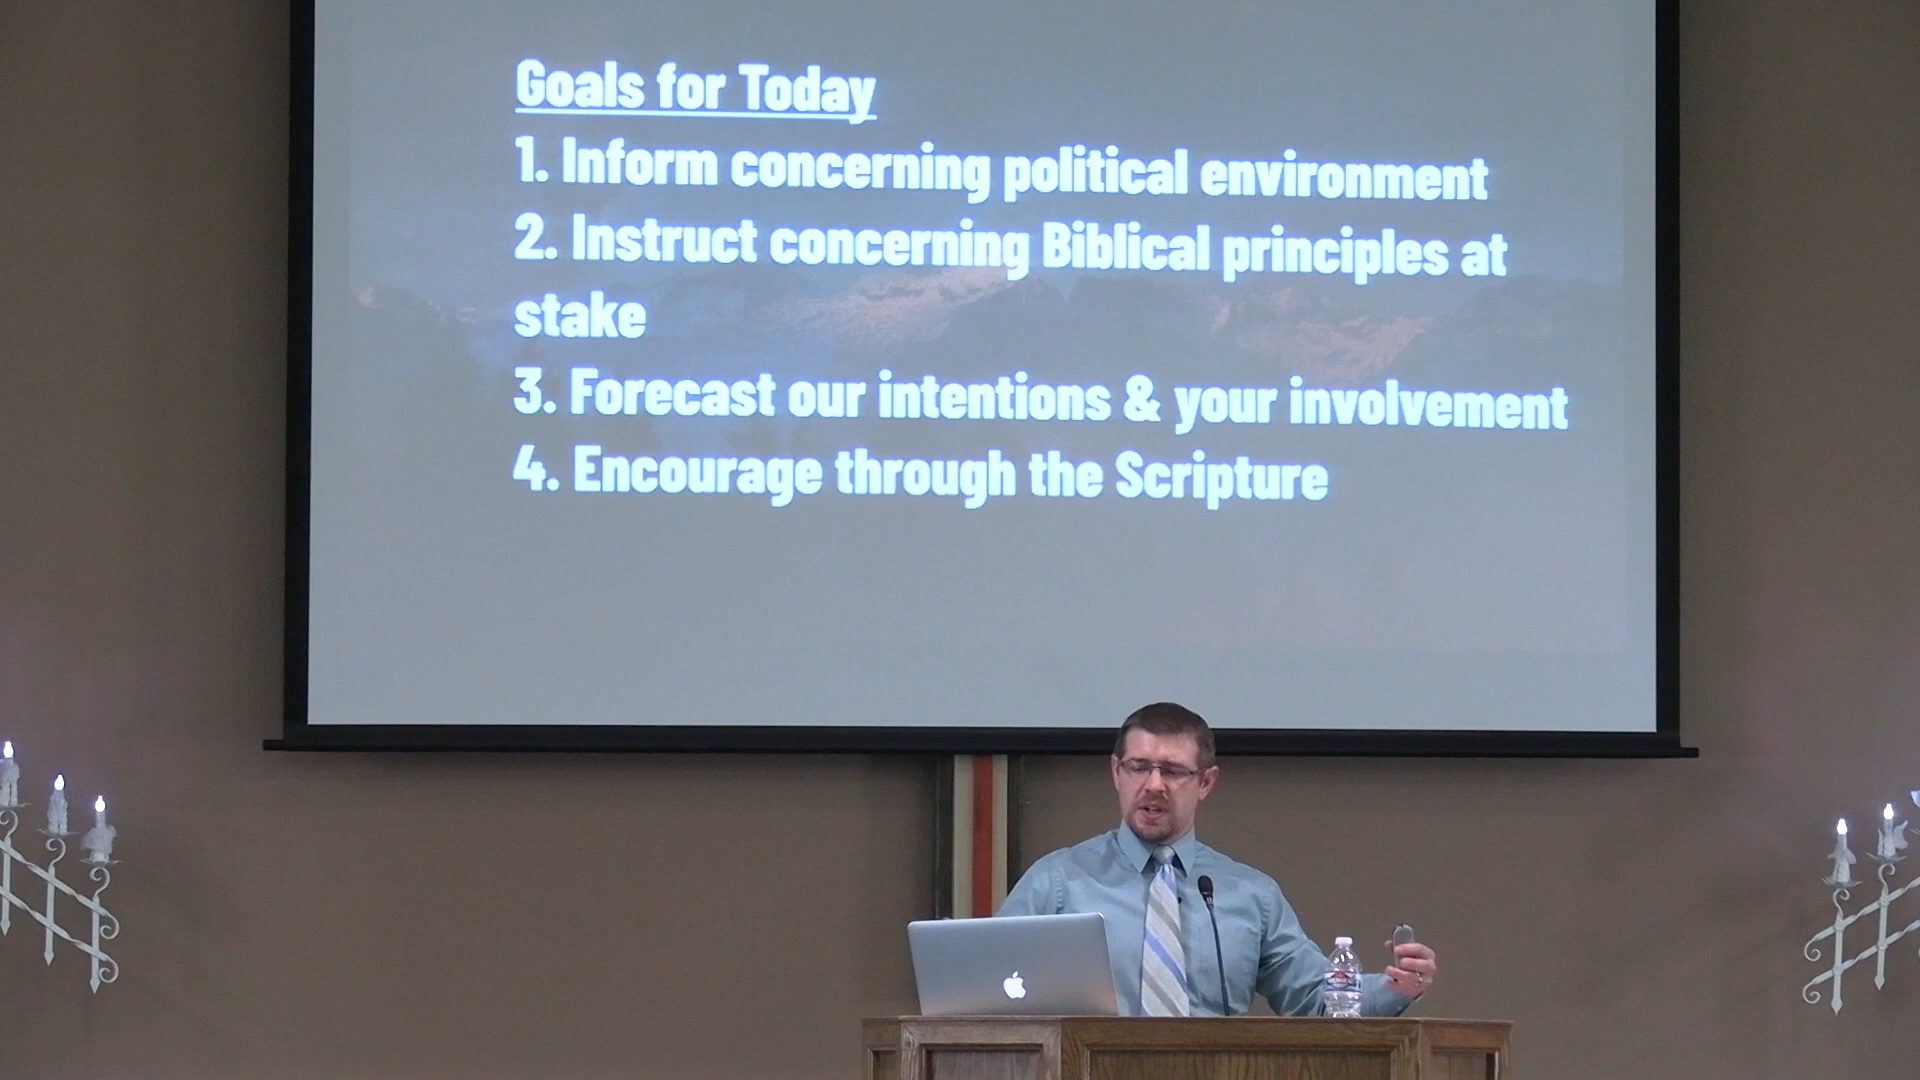 Goals for Today
1. Inform concerning political environment
2. Instruct concerning Biblical principles at
stake
3. Forecast our intentions & your involvement
4. Encourage through the Scripture